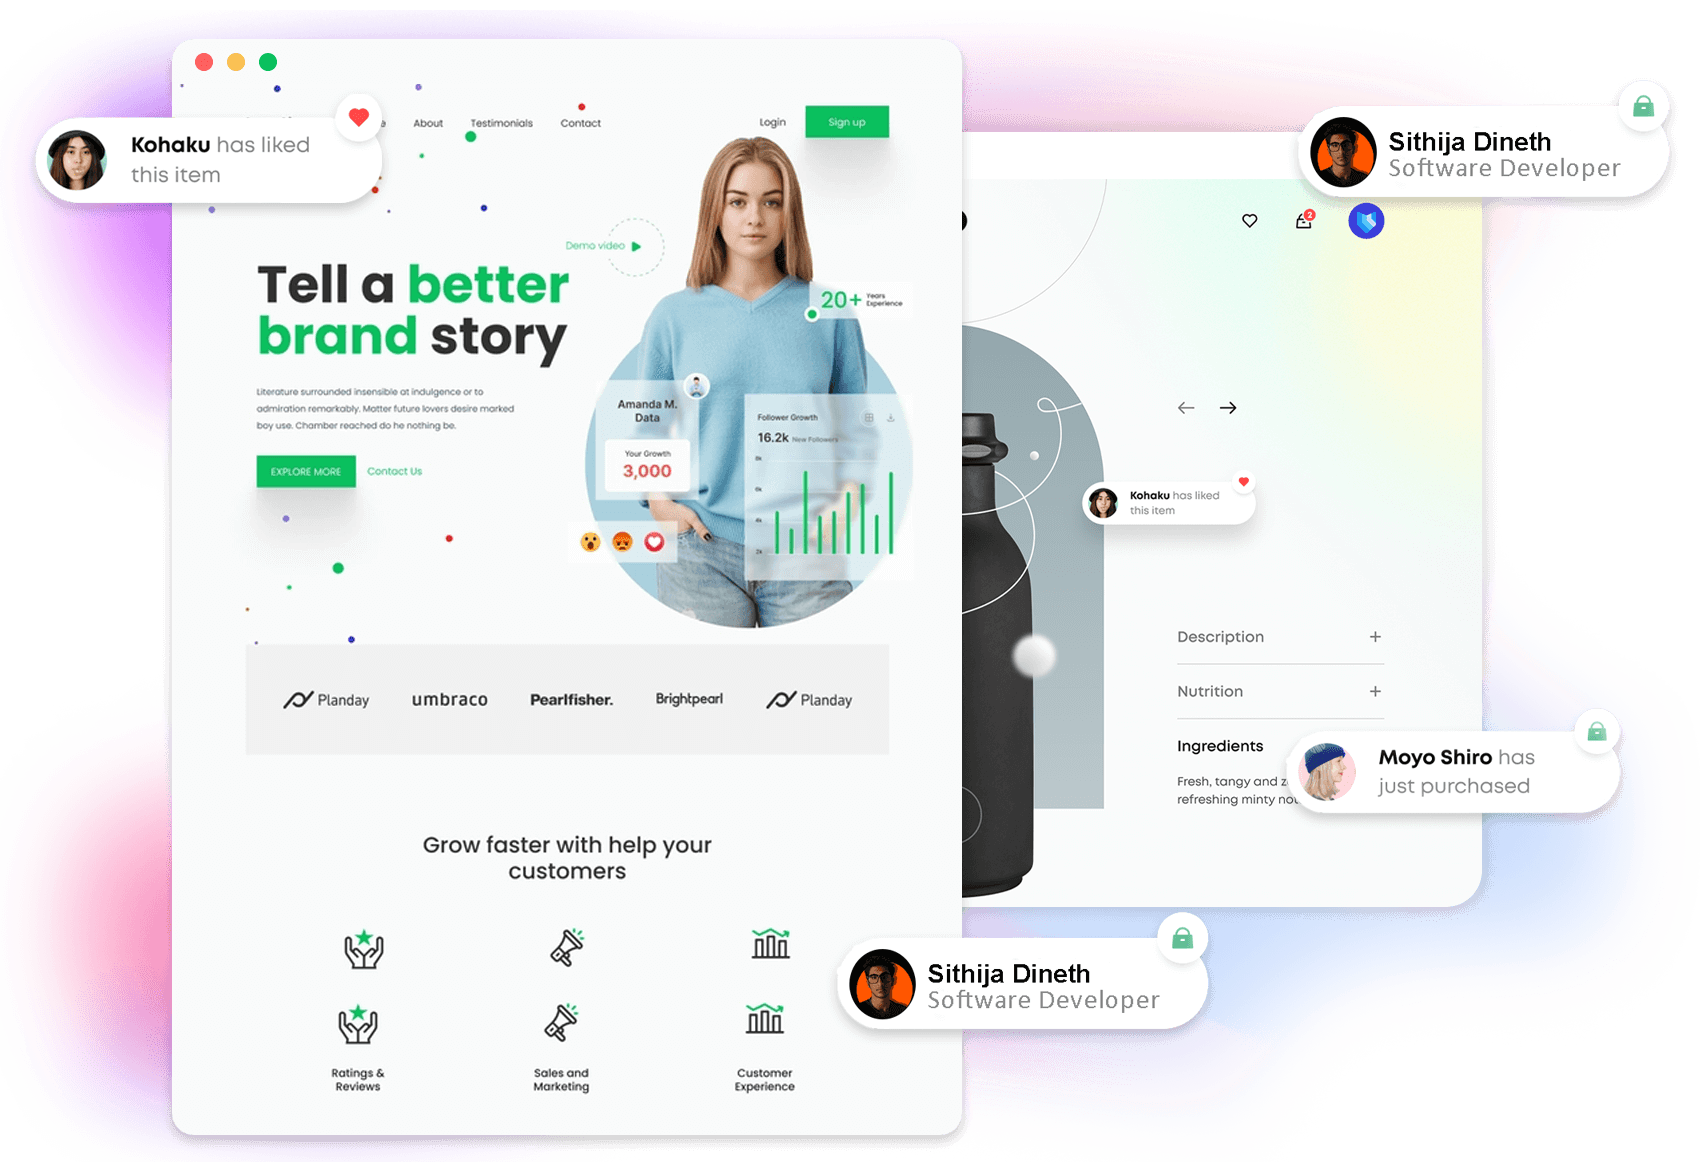 Kohaku has liked
this item
About
Testimonials
Contact
Login
Sign up
Demo video
Tell a better
brand story
20+ Years
Experience
Literature surrounded insensible at indulgence or to
admiration remarkably. Matter future lovers desire marked
boy use. Chamber reached do he nothing be.
EXPLORE MORE
Contact Us
Amanda M.
Data
Your Growth
3,000
Follower Growth
16.2k New Followers
8k
6k
4k
2k
Planday
umbraco
Pearlfisher.
Brightpearl
Planday
Grow faster with help your
customers
Ratings &
Reviews
Sales and
Marketing
Customer
Experience
Sithija Dineth
Software Developer
2
Kohaku has liked
this item
Description
Nutrition
Ingredients
Fresh, tangy and
refreshing minty
Moyo Shiro has
just purchased
Sithija Dineth
Software Developer